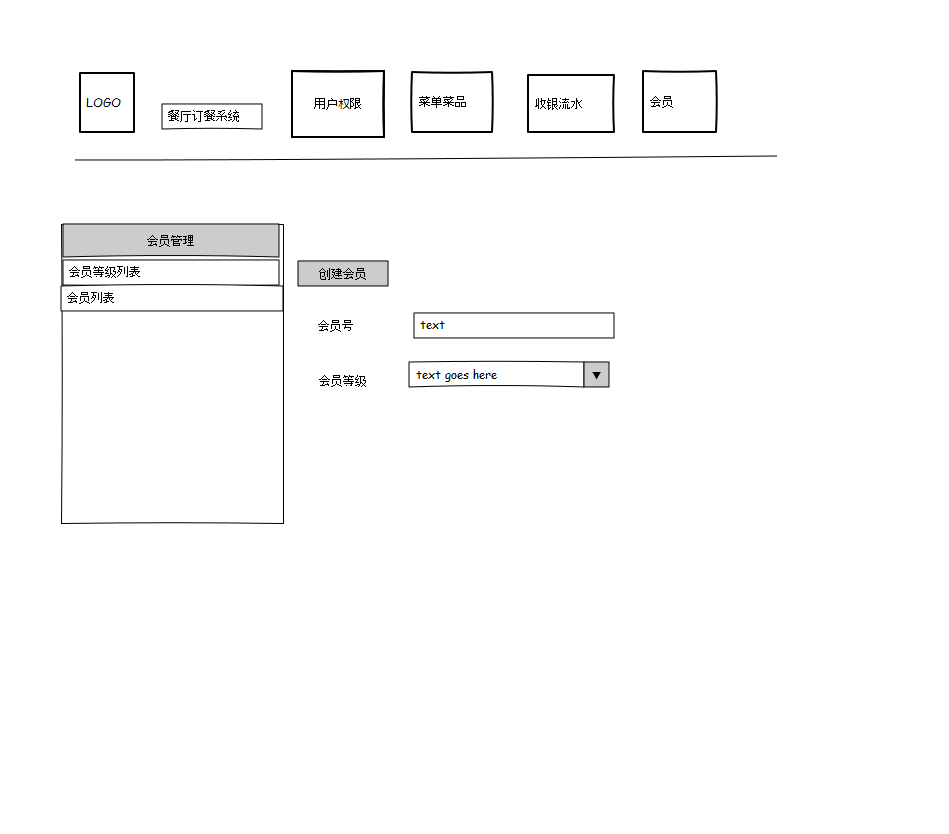 LOGO
餐厅订餐系统
用户权限
菜单菜品
收银流水
会员
会员管理
会员等级列表
会员列表
创建会员
会员号
text
会员等级
text goes here